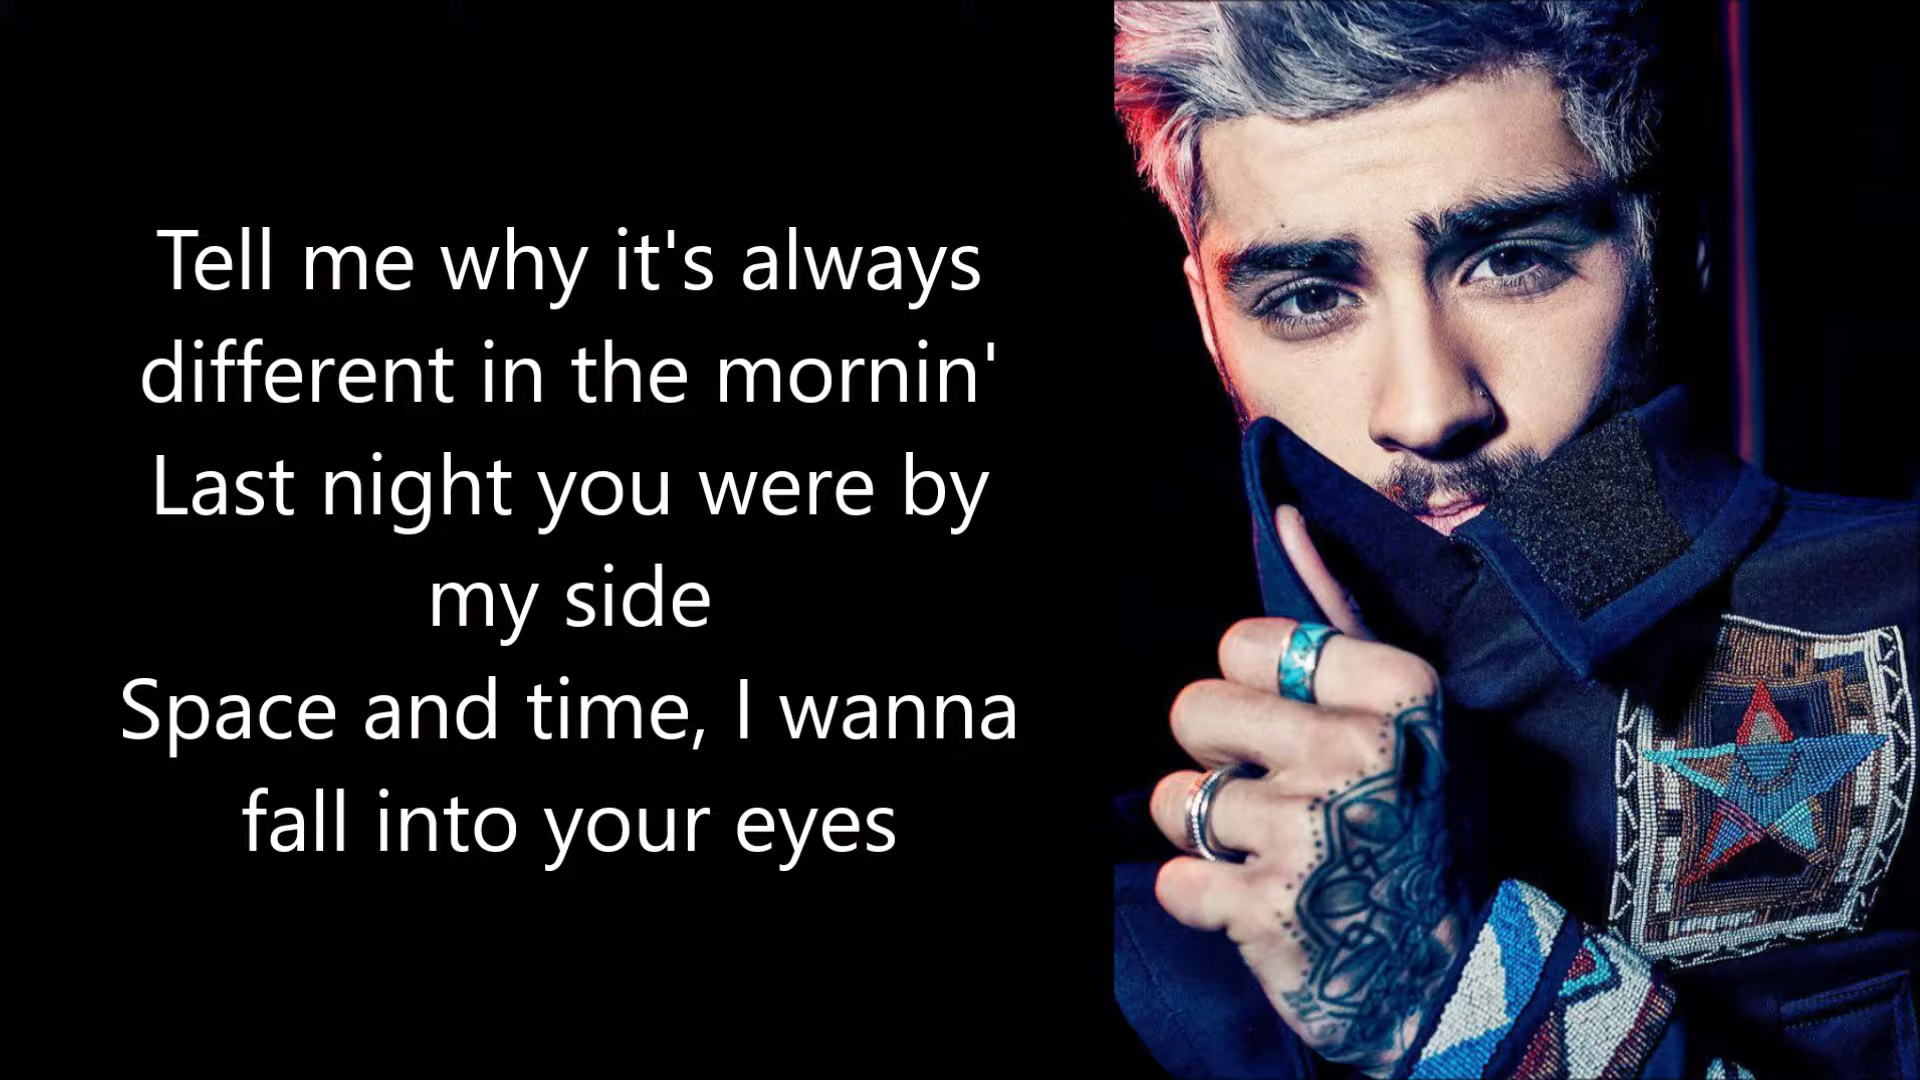 Tell me why it's always
different in the mornin'
Last night you were by
my side
Space and time, I wanna
fall into your eyes